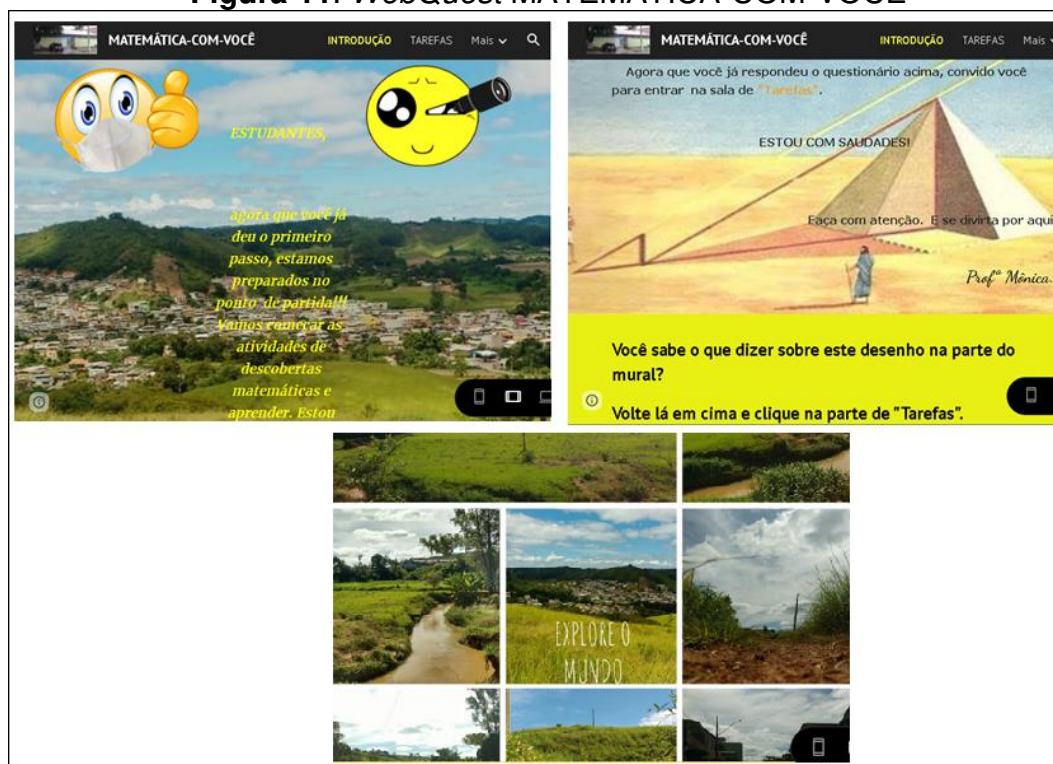 Figura 11: WebQuest MATEMÁTICA-COM-VOCÊ
MATEMÁTICA-COM-VOCÊ INTRODUÇÃO TAREFAS Mais
ESTUDANTES,
agora que você já
deu o primeiro
passo, estamos
preparados no
ponto de partida!!!
Vamos começar as
atividades de
descobertas
matemáticas e
aprender. Estou
MATEMÁTICA-COM-VOCÊ INTRODUÇÃO TAREFAS Mais
Agora que você já respondeu o questionário acima, convido você
para entrar na sala de "Tarefas".
ESTOU COM SAUDADES!
Faça com atenção. E se divirta por aqui
Profª Mônica.
Você sabe o que dizer sobre este desenho na parte do
mural?
Volte lá em cima e clique na parte de "Tarefas".
EXPLORE O
MUNDO